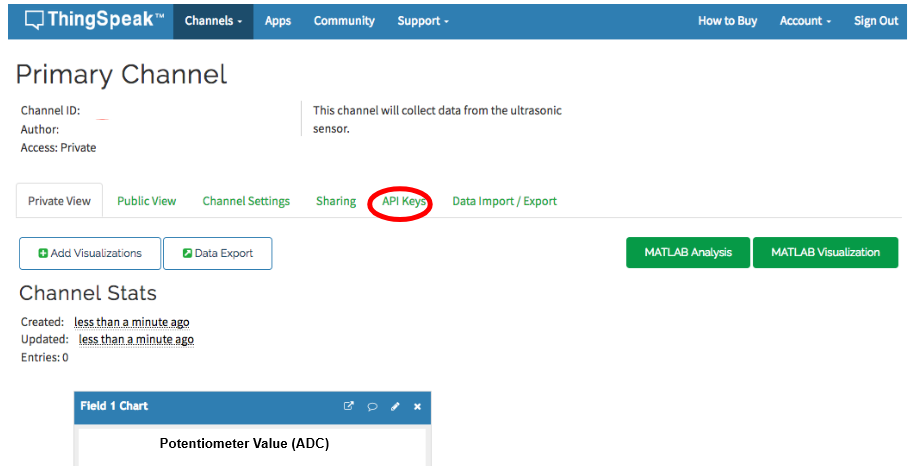 ThingSpeak™ Channels Apps Community Support How to Buy Account Sign Out
Primary Channel
Channel ID:
Author:
Access: Private
This channel will collect data from the ultrasonic
sensor.
Private View Public View Channel Settings Sharing API Keys Data Import / Export
Add Visualizations Data Export MATLAB Analysis MATLAB Visualization
Channel Stats
Created: less than a minute ago
Updated: less than a minute ago
Entries: 0
Field 1 Chart
Potentiometer Value (ADC)